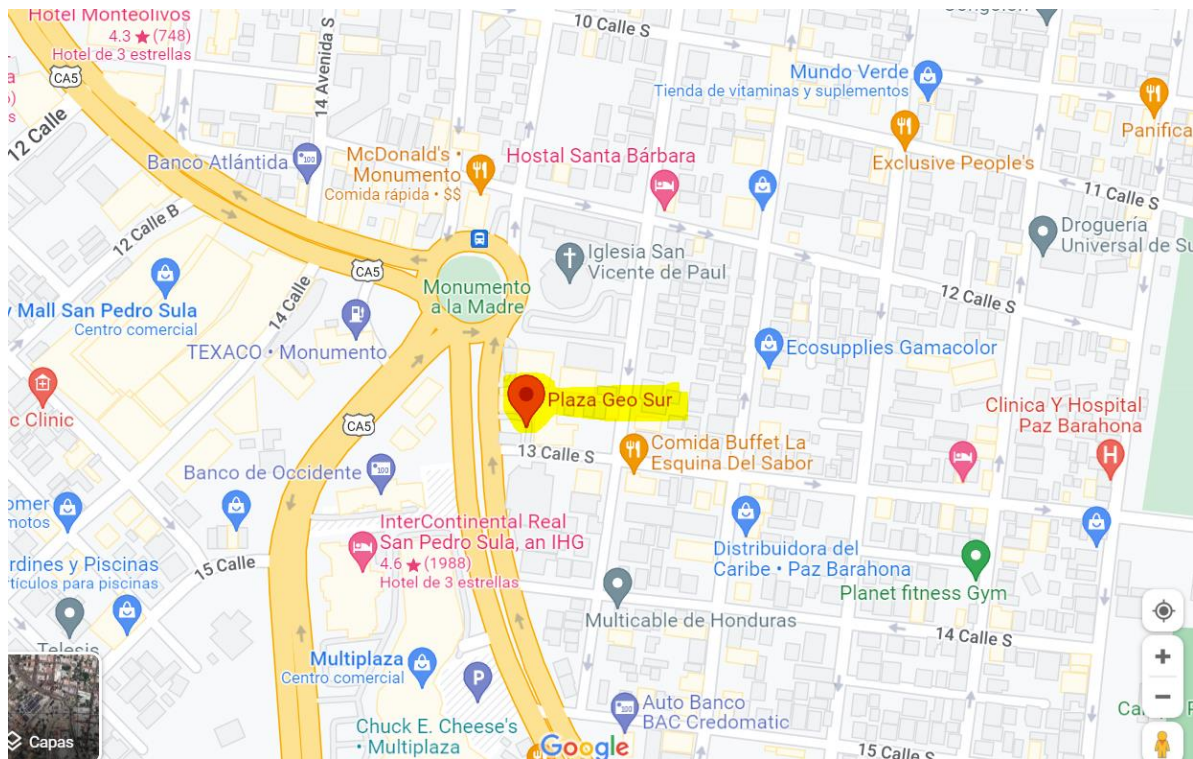 Hotel Monteolivos
4.3 ★ (748)
Hotel de 3 estrellas
CA5
12 Calle
14 Avenida S
10 Calle S
Mundo Verde
Tienda de vitaminas y suplementos
Exclusive People's
Panifica
11 Calle S
Banco Atlántida
McDonald's •
Monumento
Comida rápida • $$
Hostal Santa Bárbara
Droguería
Universal de Su
12 Calle B
Iglesia San
Vicente de Paul
CA5
Monumento
a la Madre
12 Calle S
y Mall San Pedro Sula
Centro comercial
14 Calle
TEXACO • Monumento
Ecosupplies Gamacolor
c Clinic
Plaza Geo Sur
CA5
Clinica Y Hospital
Paz Barahona
13 Calle S
Comida Buffet La
Esquina Del Sabor
Banco de Occidente
omer
motos
InterContinental Real
San Pedro Sula, an IHG
4.6 ★ (1988)
Hotel de 3 estrellas
Distribuidora del
Caribe • Paz Barahona
rdines y Piscinas
rtículos para piscinas
15 Calle
Planet fitness Gym
Multicable de Honduras
14 Calle S
Telesis
Multiplaza
Centro comercial
P
Auto Banco
BAC Credomatic
Chuck E. Cheese's
• Multiplaza
Capas
Google
15 Calle S